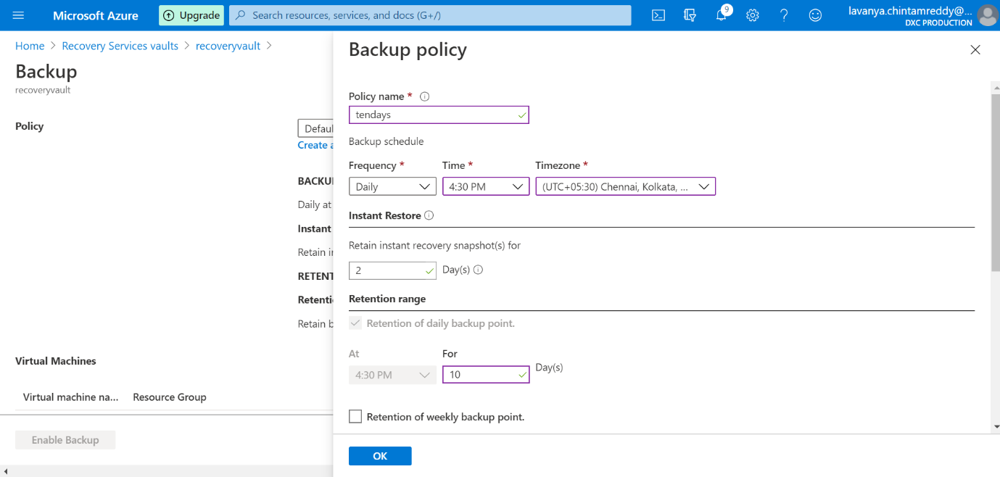 Microsoft Azure
Upgrade
Search resources, services, and docs (G+/)
9
lavanya.chintamreddy@...
DXC PRODUCTION
Home > Recovery Services vaults > recoveryvault >
Backup
recoveryvault
Policy
Defaul
Create a
BACKU
Daily at
Instant
Retain i
RETENT
Retenti
Retain b
Virtual Machines
Virtual machine na... Resource Group
Enable Backup
Backup policy
Policy name *
tendays
Backup schedule
Frequency * Time * Timezone *
Daily 4:30 PM (UTC+05:30) Chennai, Kolkata, ...
Instant Restore
Retain instant recovery snapshot(s) for
2 Day(s)
Retention range
Retention of daily backup point.
At For
4:30 PM 10 Day(s)
Retention of weekly backup point.
OK